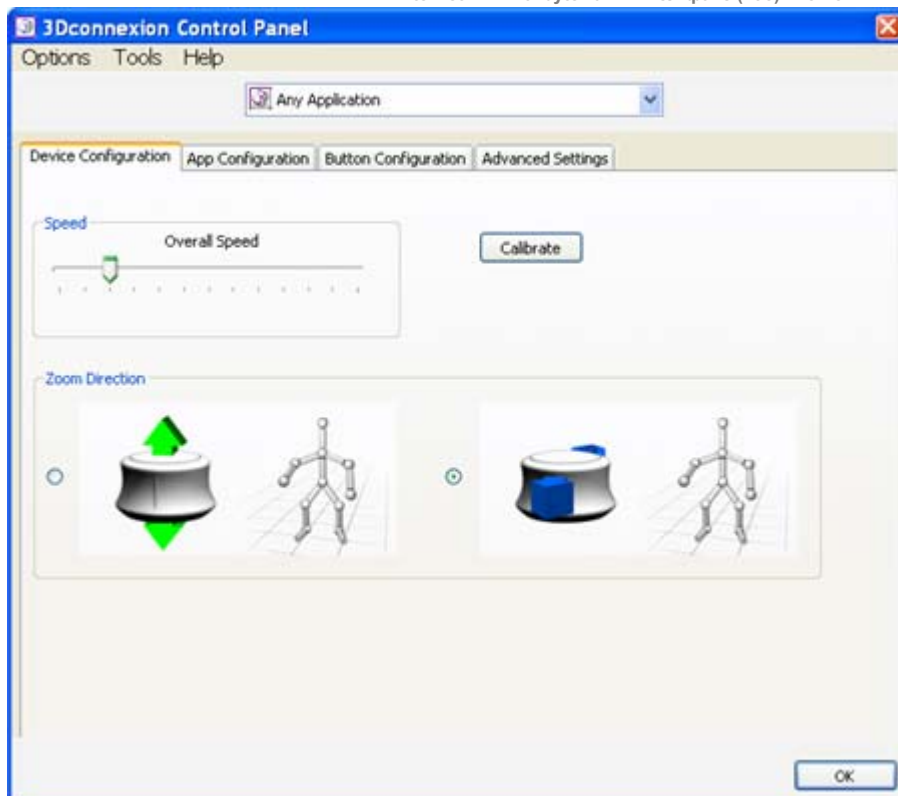 3Dconnexion Control Panel
Options Tools Help
Any Application
Device Configuration App Configuration Button Configuration Advanced Settings
Speed
Overall Speed
Calibrate
Zoom Direction
OK